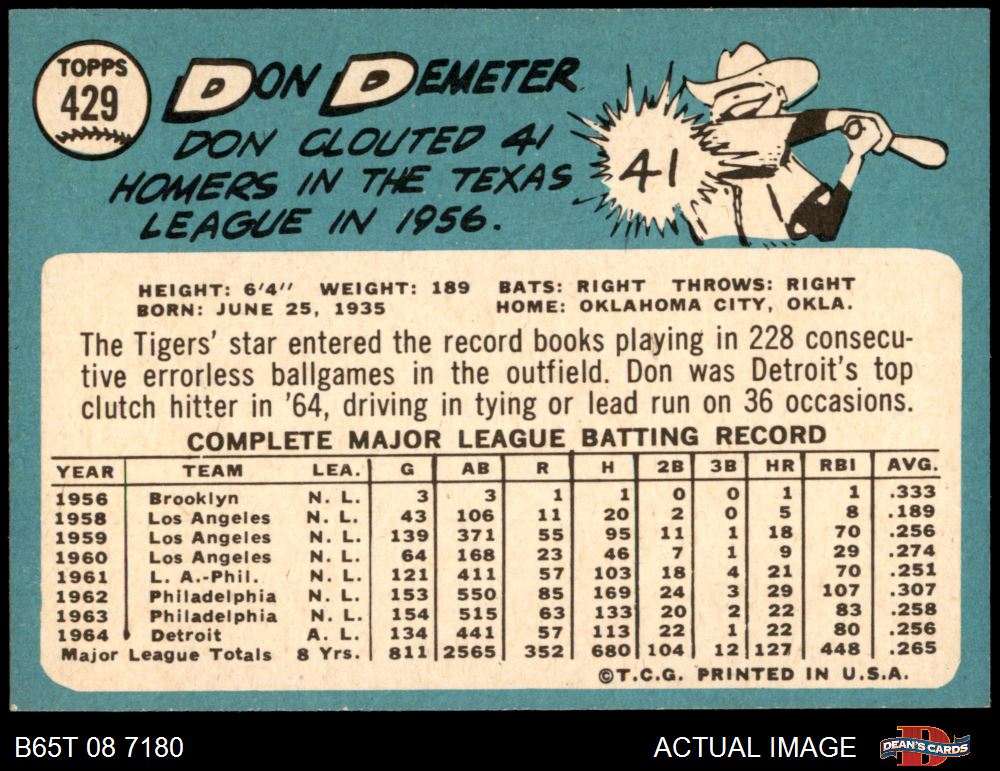 TOPPS
429
DON DEMETER
DON CLOUTED 41
HOMERS IN THE TEXAS
LEAGUE IN 1956.
41
HEIGHT: 6'4" WEIGHT: 189 BATS: RIGHT THROWS: RIGHT
BORN: JUNE 25, 1935 HOME: OKLAHOMA CITY, OKLA.
The Tigers' star entered the record books playing in 228 consecu-
tive errorless ballgames in the outfield. Don was Detroit's top
clutch hitter in '64, driving in tying or lead run on 36 occasions.
COMPLETE MAJOR LEAGUE BATTING RECORD
YEAR TEAM LEA. G AB R H 2B 3B HR RBI AVG.
1956 Brooklyn N. L. 3 3 1 1 0 0 1 1 .333
1958 Los Angeles N. L. 43 106 11 20 2 0 5 8 .189
1959 Los Angeles N. L. 139 371 55 95 11 1 18 70 .256
1960 Los Angeles N. L. 64 168 23 46 7 1 9 29 .274
1961 L. A.-Phil. N. L. 121 411 57 103 18 4 21 70 .251
1962 Philadelphia N. L. 153 550 85 169 24 3 29 107 .307
1963 Philadelphia N. L. 154 515 63 133 20 2 22 83 .258
1964 Detroit A. L. 134 441 57 113 22 1 22 80 .256
Major League Totals 8 Yrs. 811 2565 352 680 104 12 127 448 .265
©T.C.G. PRINTED IN U.S.A.
B65T 08 7180 ACTUAL IMAGE
DEAN'S CARDS